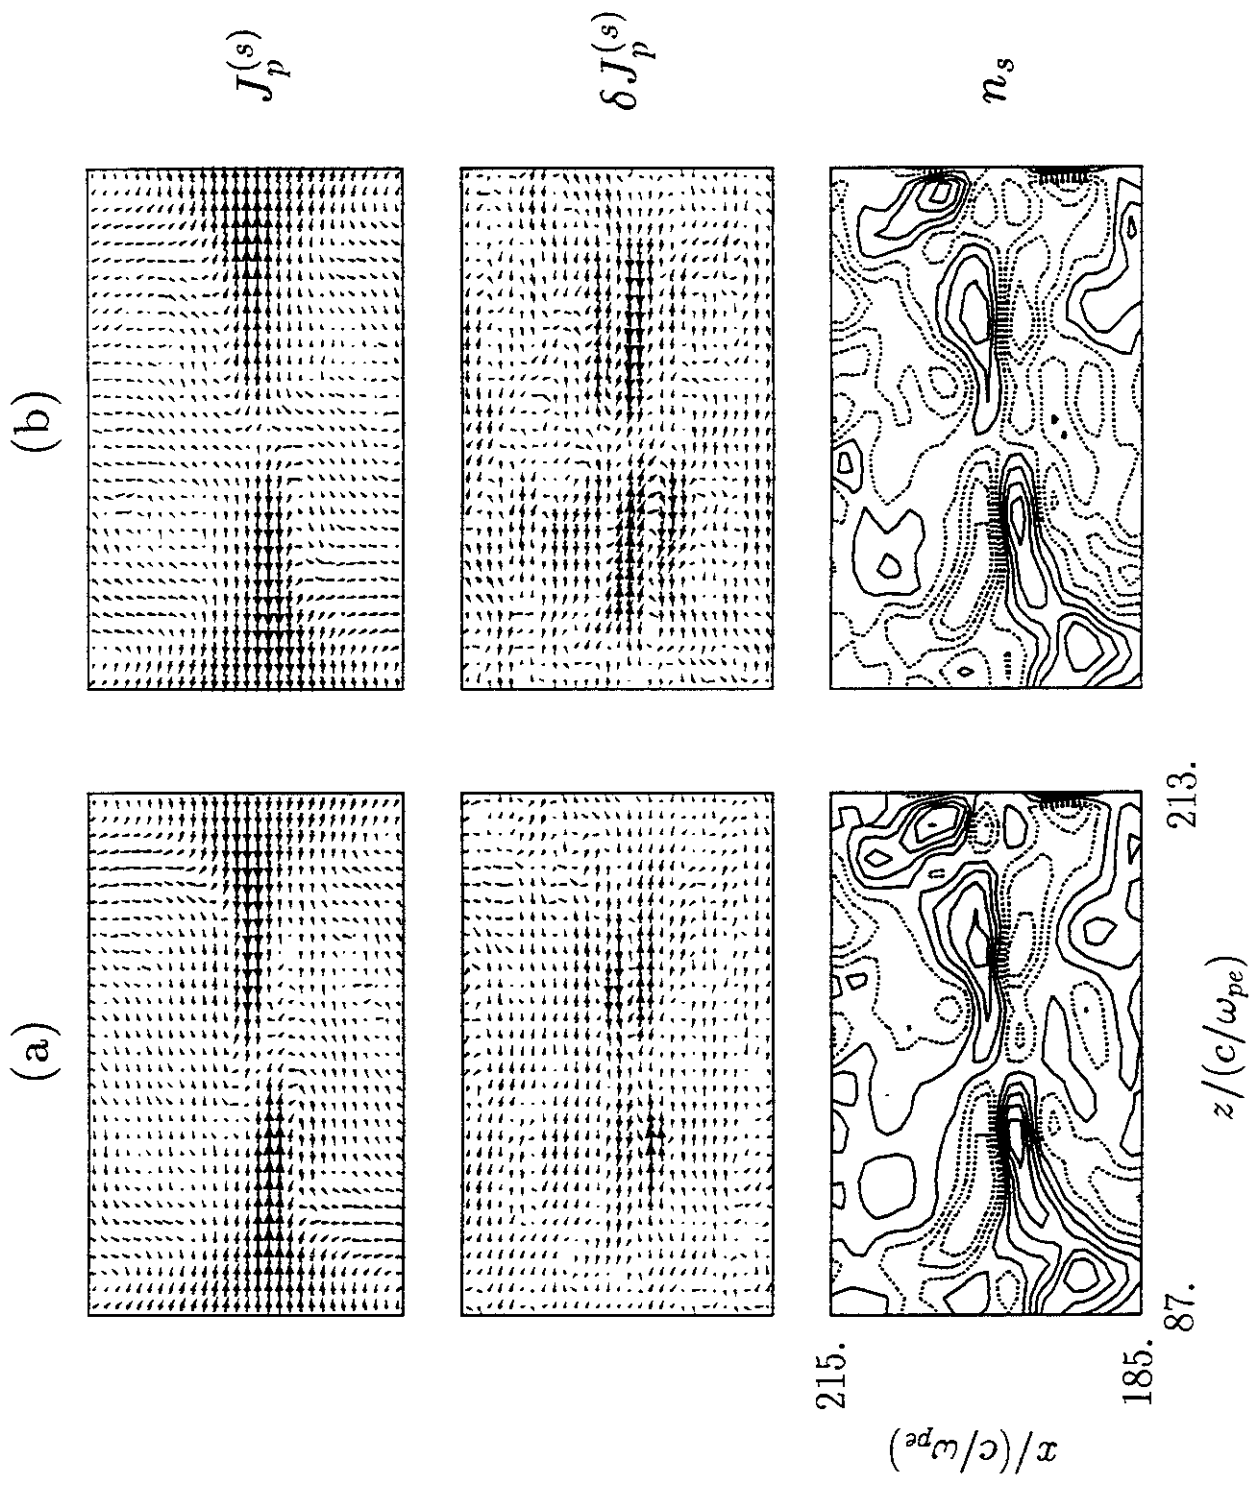 (a)
(b)
J_p^{(s)}
δJ_p^{(s)}
n_s
215.
185.
x/(c/ω_{pe})
87.
213.
z/(c/ω_{pe})